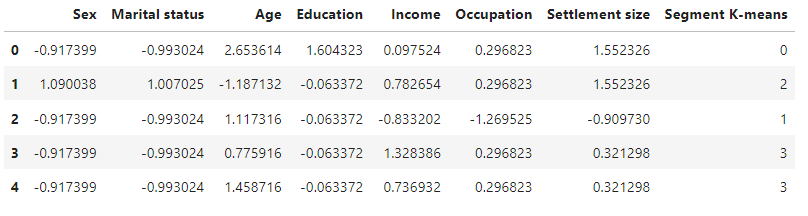 Sex Marital status Age Education Income Occupation Settlement size Segment K-means
0 -0.917399 -0.993024 2.653614 1.604323 0.097524 0.296823 1.552326 0
1 1.090038 1.007025 -1.187132 -0.063372 0.782654 0.296823 1.552326 2
2 -0.917399 -0.993024 1.117316 -0.063372 -0.833202 -1.269525 -0.909730 1
3 -0.917399 -0.993024 0.775916 -0.063372 1.328386 0.296823 0.321298 3
4 -0.917399 -0.993024 1.458716 -0.063372 0.736932 0.296823 0.321298 3